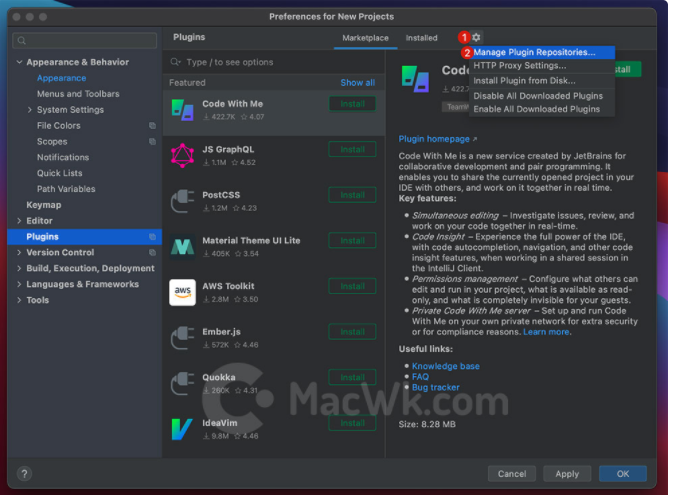 Preferences for New Projects
Plugins
Marketplace
Installed
1
2
Manage Plugin Repositories...
HTTP Proxy Settings...
Install Plugin from Disk...
Disable All Downloaded Plugins
Enable All Downloaded Plugins
Appearance & Behavior
Appearance
Menus and Toolbars
System Settings
File Colors
Scopes
Notifications
Quick Lists
Path Variables
Keymap
Editor
Plugins
Version Control
Build, Execution, Deployment
Languages & Frameworks
Tools
Type / to see options
Featured
Show all
Code With Me
422.7K 4.07
Install
JS GraphQL
1.1M 4.52
Install
PostCSS
1.2M 4.23
Install
Material Theme UI Lite
405K 3.54
Install
aws
AWS Toolkit
2.8M 3.50
Install
Ember.js
572K 4.46
Install
Quokka
260K 4.31
Install
IdeaVim
9.8M 4.46
Install
Plugin homepage
Code With Me is a new service created by JetBrains for
collaborative development and pair programming. It
enables you to share the currently opened project in your
IDE with others, and work on it together in real time.
Key features:
• Simultaneous editing – Investigate issues, review, and
work on your code together in real-time.
• Code Insight – Experience the full power of the IDE,
with code autocompletion, navigation, and other code
insight features, when working in a shared session in
the IntelliJ Client.
• Permissions management – Configure what others can
edit and run in your project, what is available as read-
only, and what is completely invisible for your guests.
• Private Code With Me server – Set up and run Code
With Me on your own private network for extra security
or for compliance reasons. Learn more.
Useful links:
• Knowledge base
• FAQ
• Bug tracker
Size: 8.28 MB
MacWk.com
?
Cancel
Apply
OK